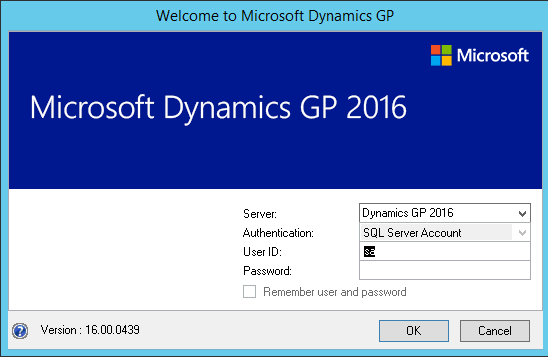 Welcome to Microsoft Dynamics GP
Microsoft
Microsoft Dynamics GP 2016
Server: Dynamics GP 2016
Authentication: SQL Server Account
User ID: sa
Password:
Remember user and password
? Version : 16.00.0439 OK Cancel